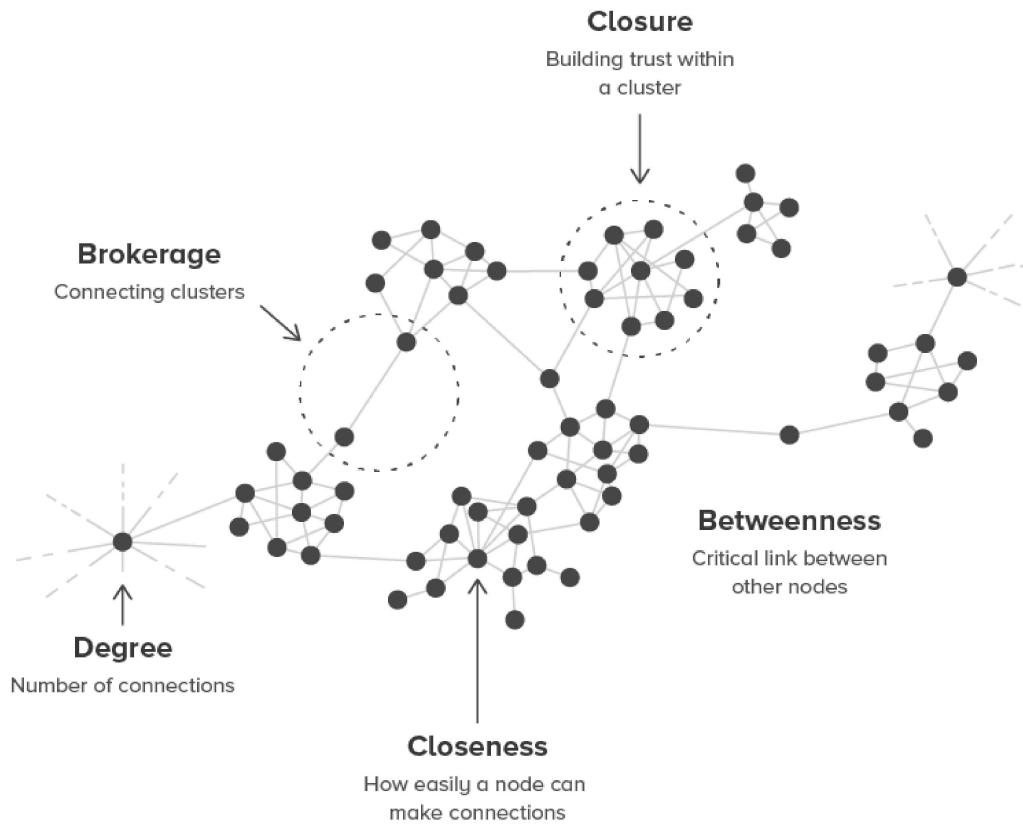 Closure
Building trust within
a cluster
Brokerage
Connecting clusters
Betweenness
Critical link between
other nodes
Degree
Number of connections
Closeness
How easily a node can
make connections